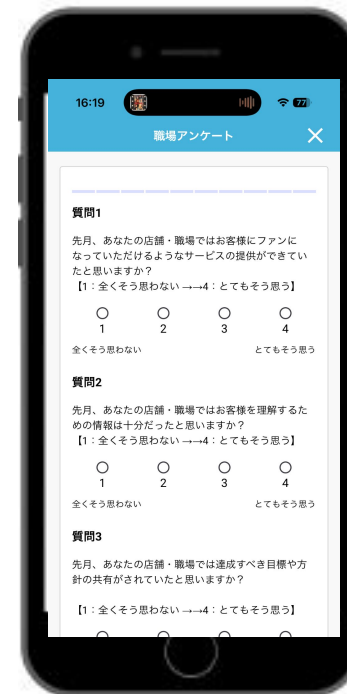 16:19
77
職場アンケート
質問1
先月、あなたの店舗・職場ではお客様にファンに
なっていただけるようなサービスの提供ができてい
たと思いますか？
【1：全くそう思わない →→4：とてもそう思う】
1 2 3 4
全くそう思わない とてもそう思う
質問2
先月、あなたの店舗・職場ではお客様を理解するた
めの情報は十分だったと思いますか？
【1：全くそう思わない →→4：とてもそう思う】
1 2 3 4
全くそう思わない とてもそう思う
質問3
先月、あなたの店舗・職場では達成すべき目標や方
針の共有がされていたと思いますか？
【1：全くそう思わない →→4：とてもそう思う】